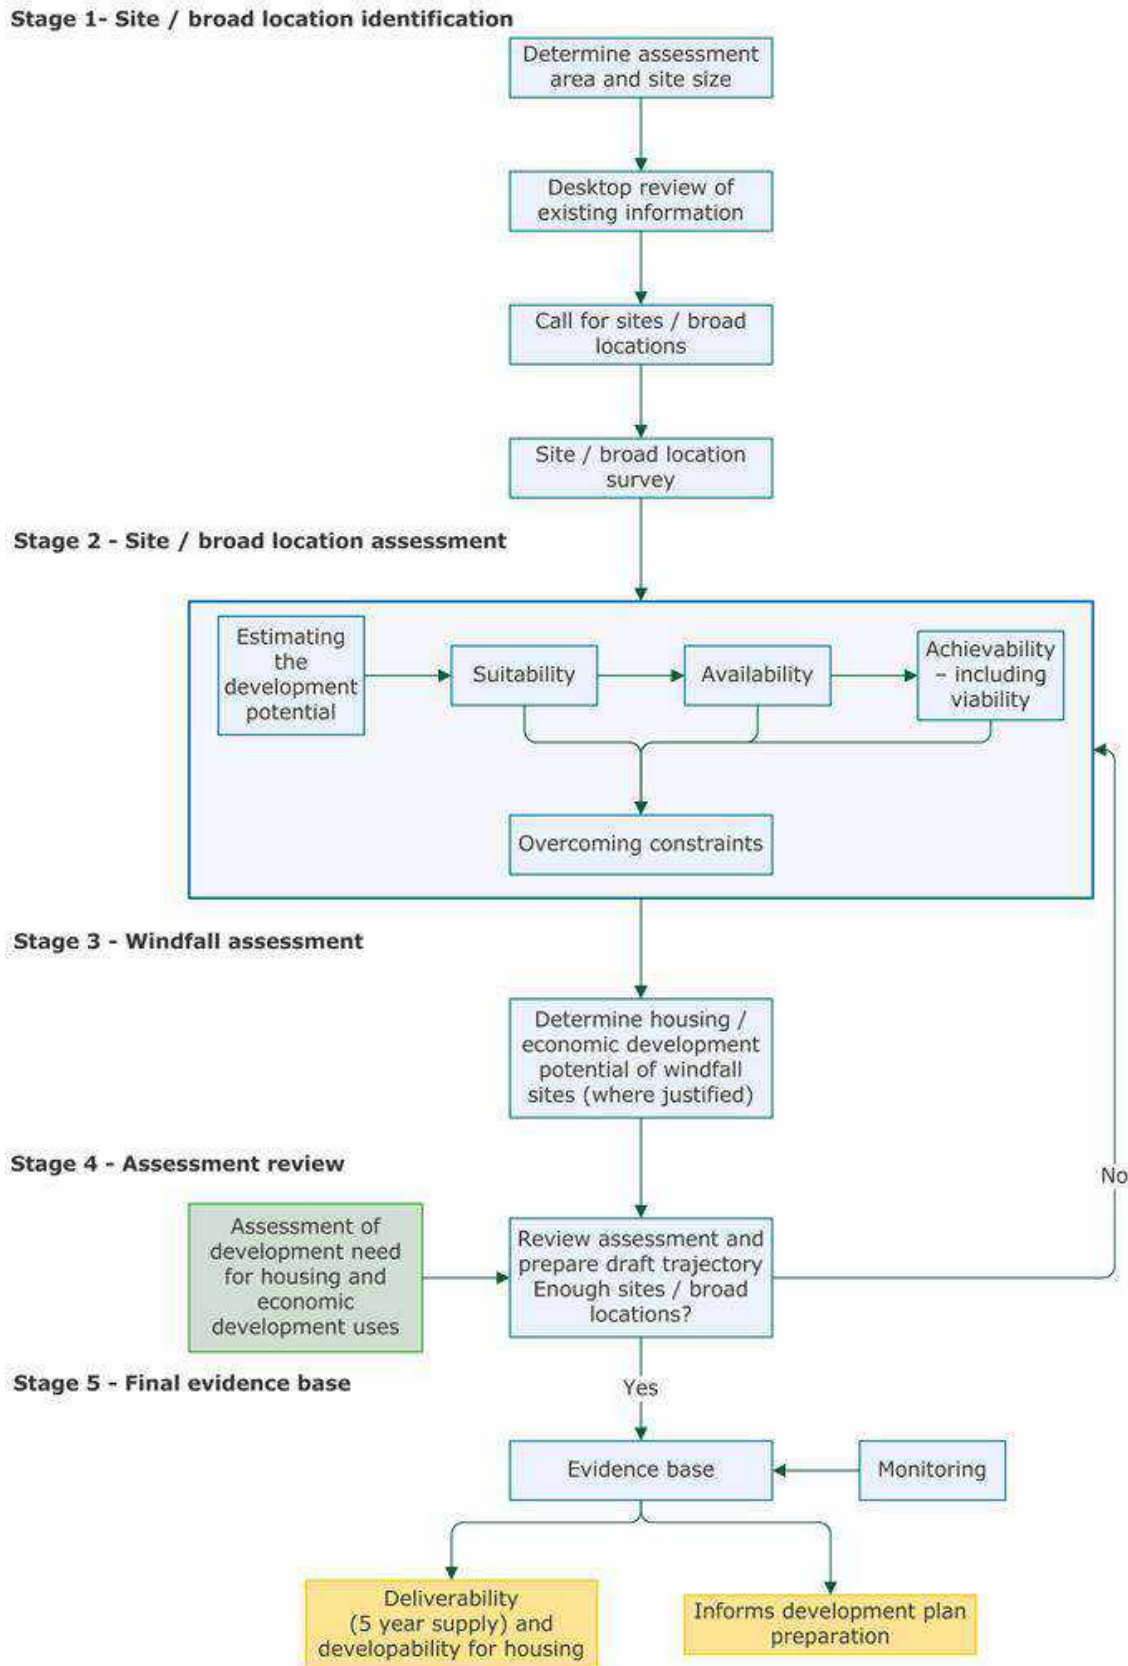 Stage 1- Site / broad location identification
Determine assessment
area and site size
Desktop review of
existing information
Call for sites / broad
locations
Site / broad location
survey
Stage 2 - Site / broad location assessment
Estimating
the
development
potential
Suitability
Availability
Achievability
– including
viability
Overcoming constraints
Stage 3 - Windfall assessment
Determine housing /
economic development
potential of windfall
sites (where justified)
Stage 4 - Assessment review
No
Assessment of
development need
for housing and
economic
development uses
Review assessment and
prepare draft trajectory
Enough sites / broad
locations?
Stage 5 - Final evidence base
Yes
Evidence base
Monitoring
Deliverability
(5 year supply) and
developability for housing
Informs development plan
preparation